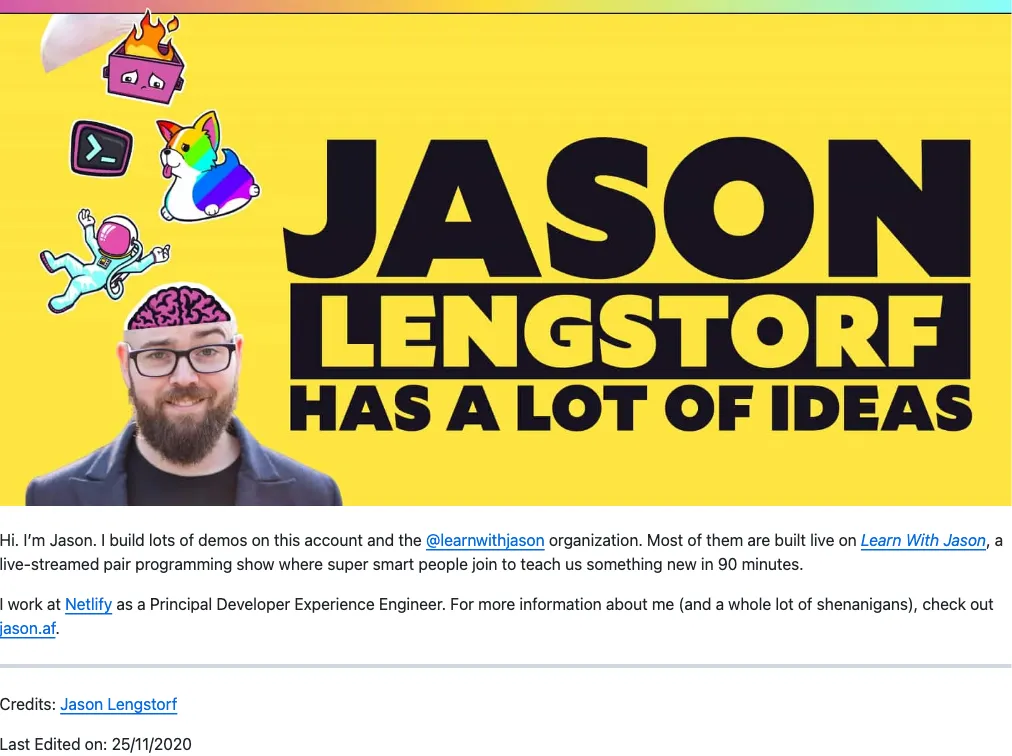 JASON
LENGSTORF
HAS A LOT OF IDEAS
Hi. I’m Jason. I build lots of demos on this account and the @learnwithjason organization. Most of them are built live on Learn With Jason, a
live-streamed pair programming show where super smart people join to teach us something new in 90 minutes.
I work at Netlify as a Principal Developer Experience Engineer. For more information about me (and a whole lot of shenanigans), check out
jason.af.
Credits: Jason Lengstorf
Last Edited on: 25/11/2020